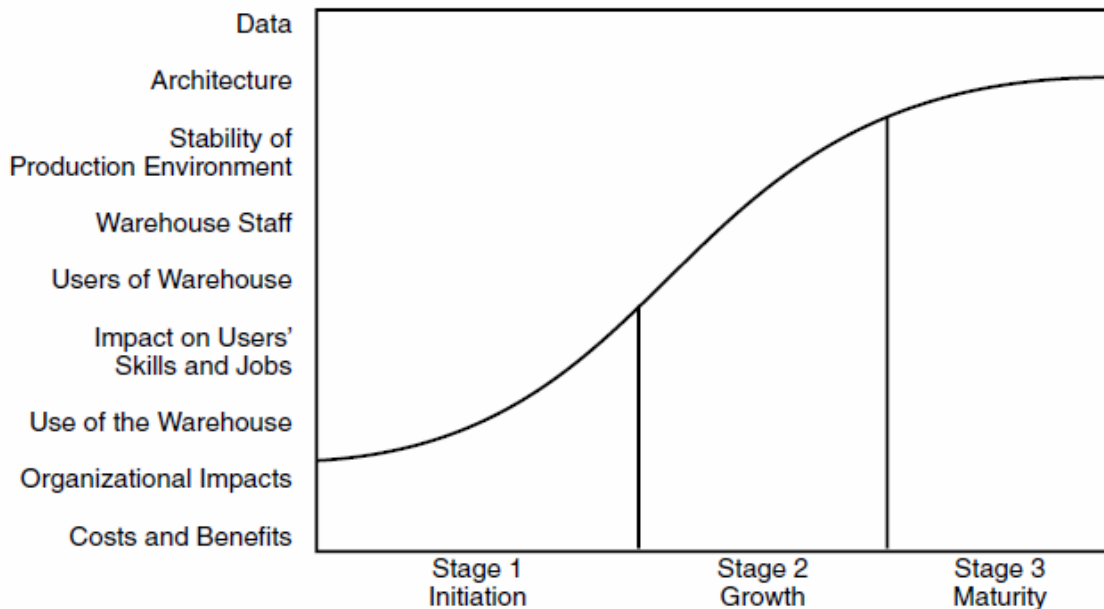 Data
Architecture
Stability of
Production Environment
Warehouse Staff
Users of Warehouse
Impact on Users’
Skills and Jobs
Use of the Warehouse
Organizational Impacts
Costs and Benefits
Stage 1
Initiation
Stage 2
Growth
Stage 3
Maturity